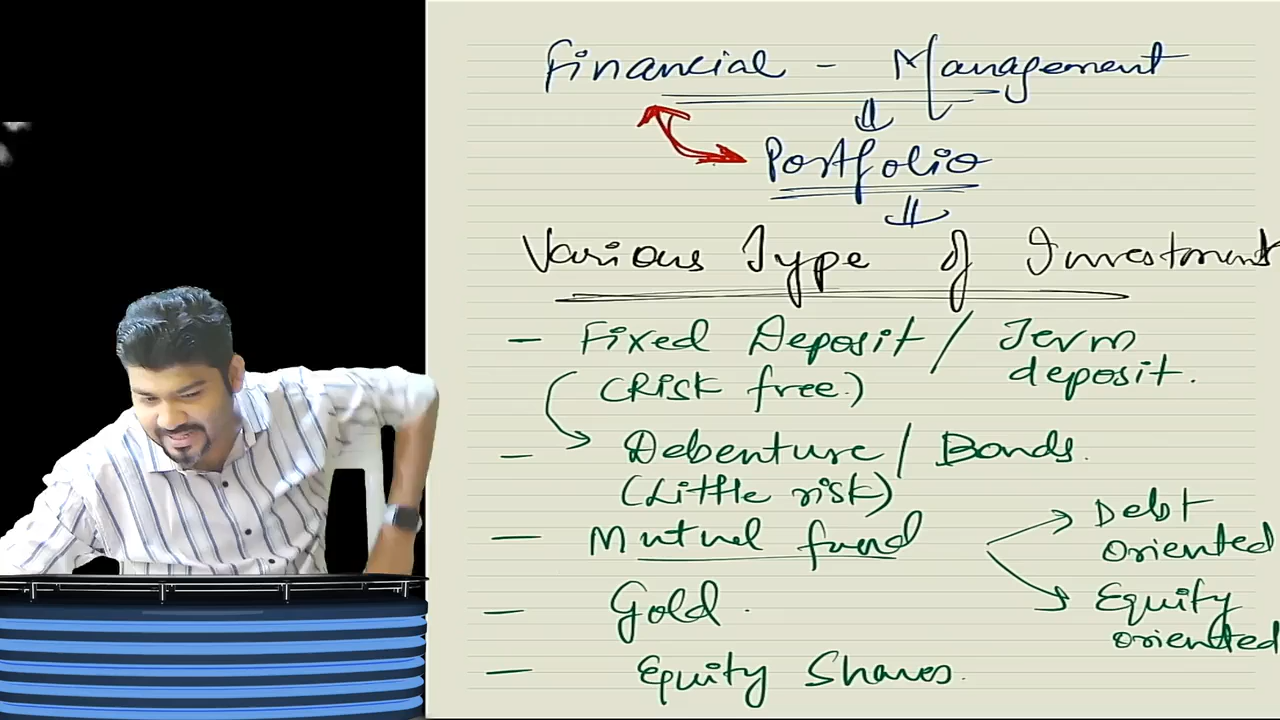 Financial - Management
Portfolio
Various Type of Investment
- Fixed Deposit / Term deposit.
(Risk free.)
- Debenture / Bonds.
(Little risk)
- Mutual fund
Debt oriented
Equity oriented
- Gold.
- Equity Shares.